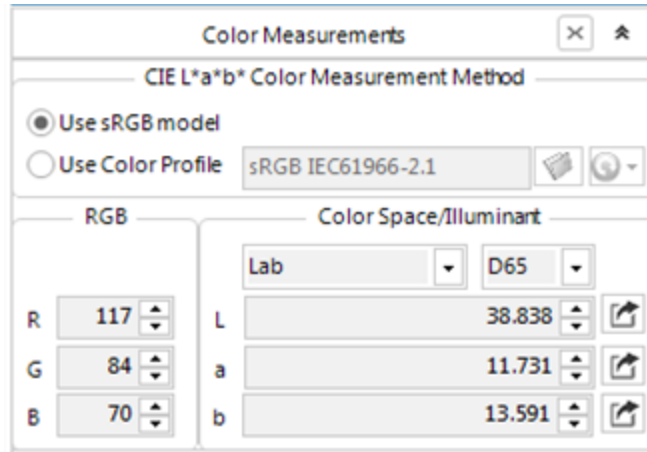 Color Measurements
CIE L*a*b* Color Measurement Method
Use sRGB model
Use Color Profile sRGB IEC61966-2.1
RGB Color Space/Illuminant
Lab D65
R 117 L 38.838
G 84 a 11.731
B 70 b 13.591